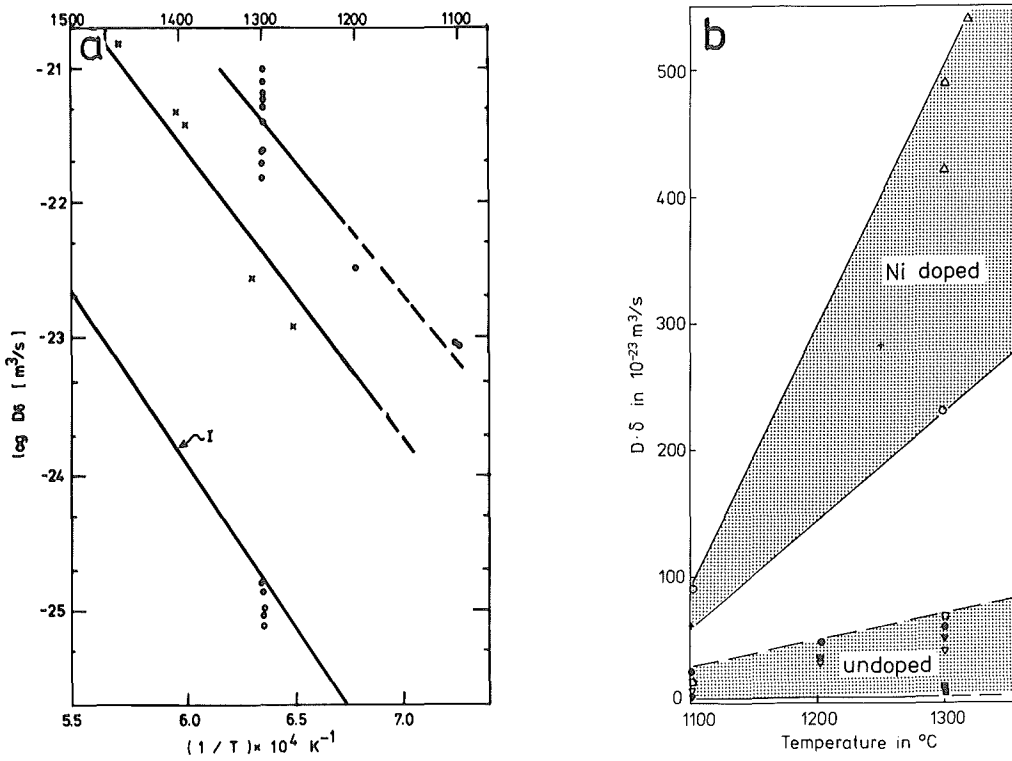 a
1500 1400 1300 1200 1100
-21
-22
-23
-24
-25
log Dδ [m³/s]
I
5.5 6.0 6.5 7.0
(1/T)× 10⁴ K⁻¹
b
500
400
300
200
100
0
D·δ in 10⁻²³ m³/s
Ni doped
undoped
1100 1200 1300
Temperature in °C